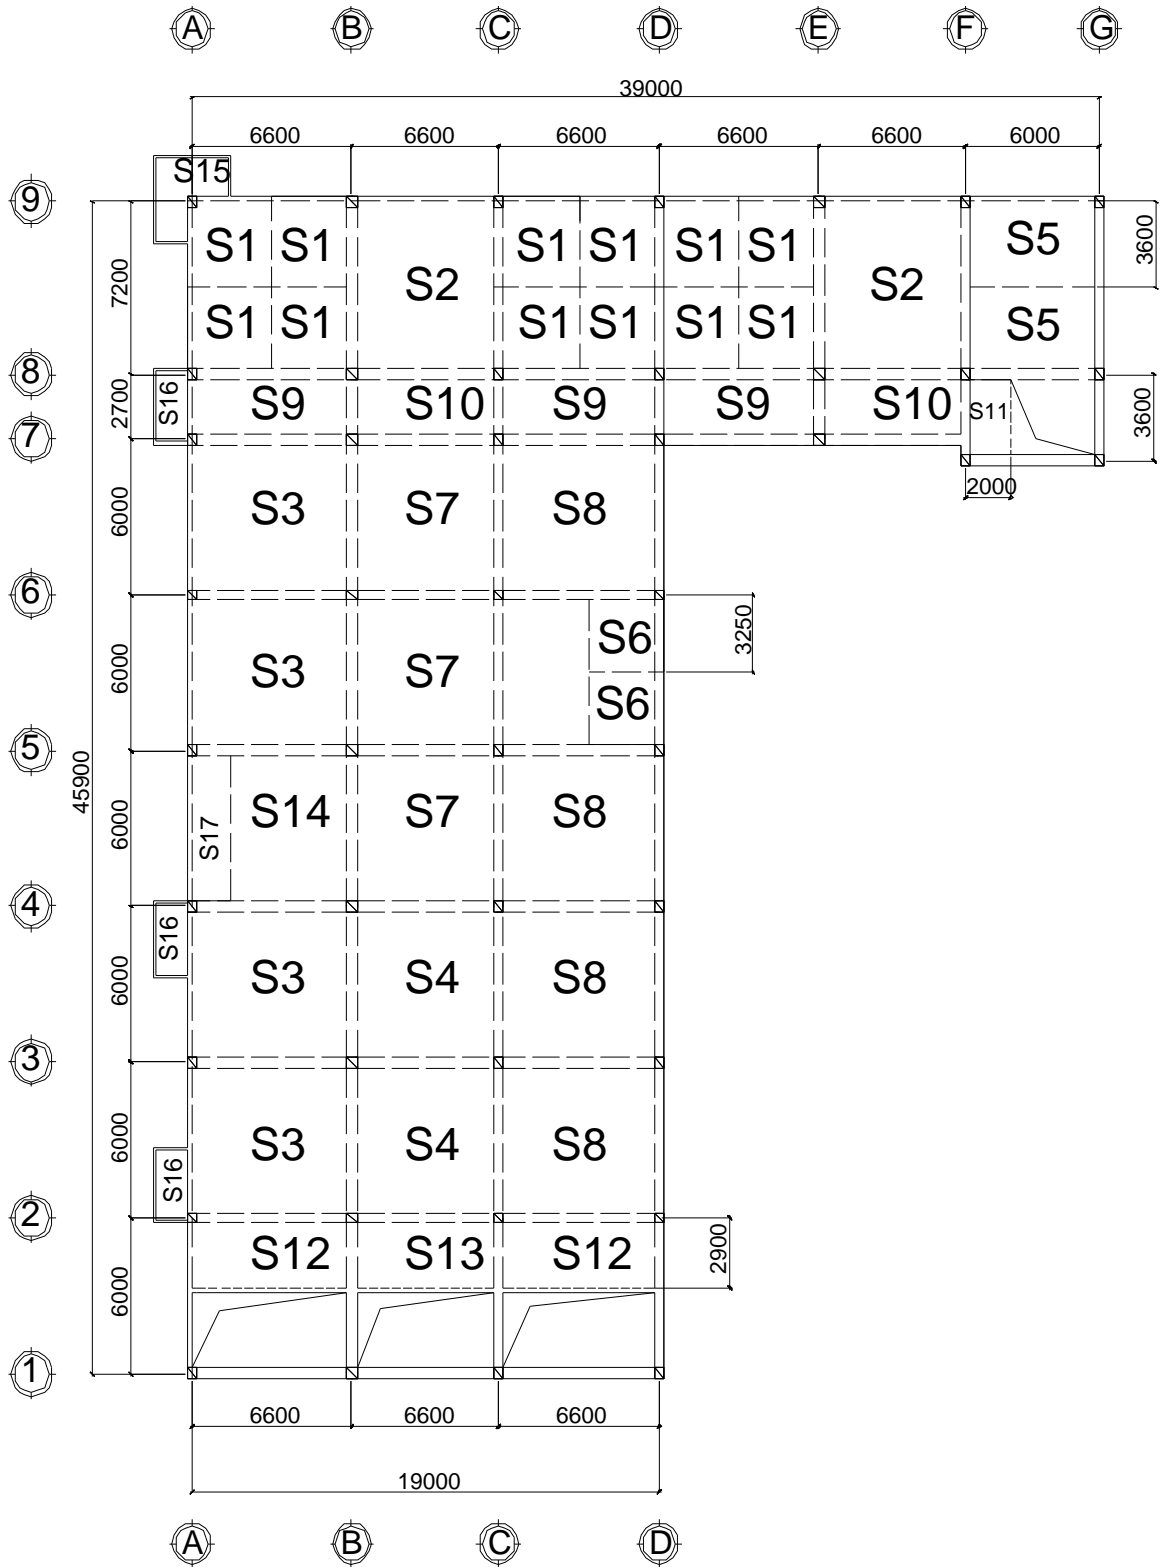 A B C D E F G
39000
6600 6600 6600 6600 6600 6000
S15
9
S1 S1 S1 S1 S1 S1 S5
3600
7200
S2 S2
S1 S1 S1 S1 S1 S1 S5
8
S16
2700
S9 S10 S9 S9 S10 S11
3600
7
2000
6000
S3 S7 S8
6
3250
S6
6000
S3 S7
S6
5
45900
6000
S17
S14 S7 S8
4
S16
6000
S3 S4 S8
3
6000
S3 S4 S8
S16
2
S12 S13 S12
2900
6000
1
6600 6600 6600
19000
A B C D